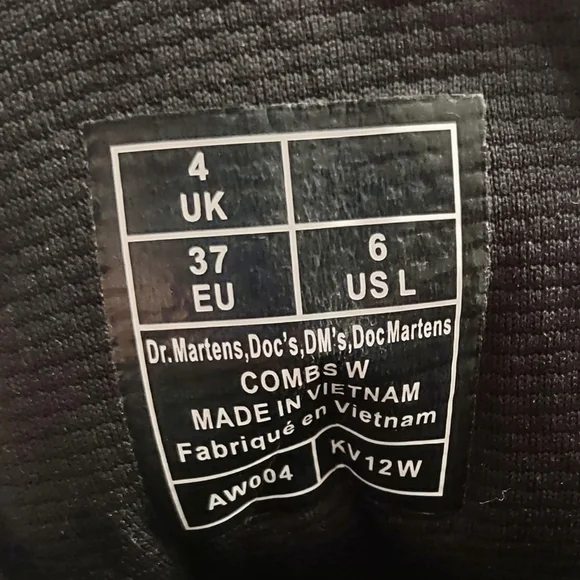 4
UK
37
EU
6
US L
Dr.Martens,Doc's,DM's,DocMartens
COMBS W
MADE IN VIETNAM
Fabriqué en Vietnam
AW004
KV12W